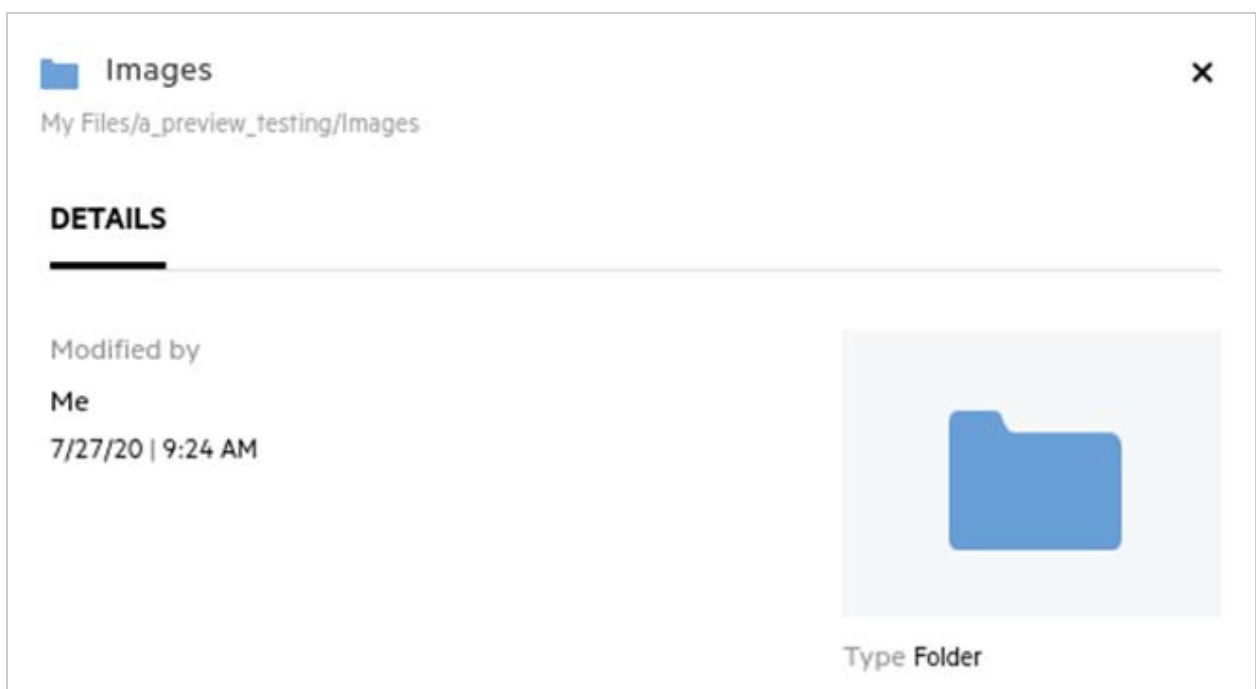 Images
My Files/a_preview_testing/Images
DETAILS
Modified by
Me
7/27/20 | 9:24 AM
Type Folder